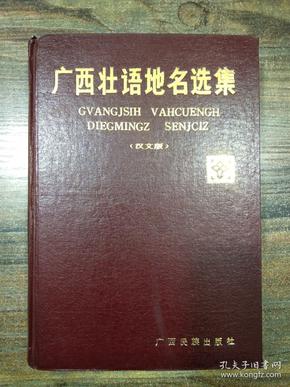 广西壮语地名选集
GVANGJSIH VAHCUENGH
DIEGMINGZ SENJCIZ
（汉文版）
广西民族出版社
孔夫子旧书网